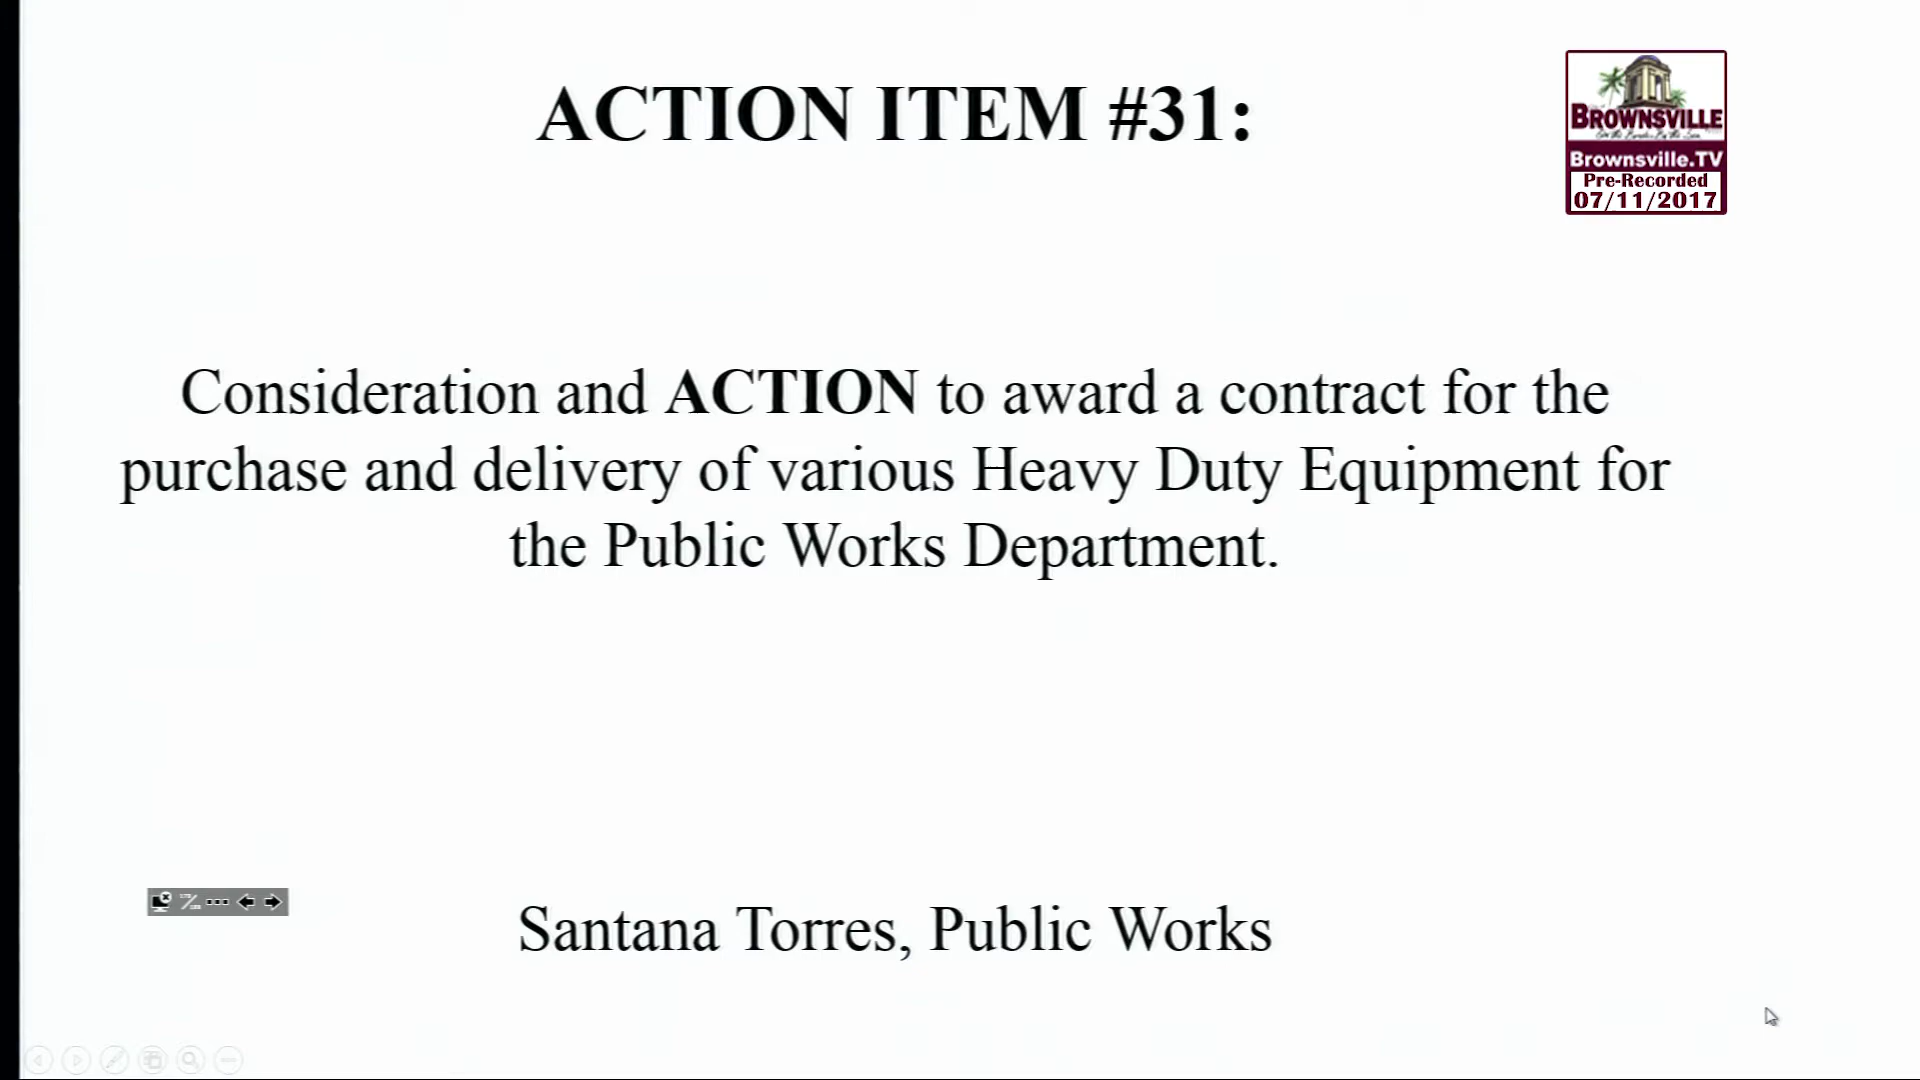 ACTION ITEM #31:
BROWNSVILLE
Brownsville.TV
Pre-Recorded
07/11/2017
Consideration and ACTION to award a contract for the
purchase and delivery of various Heavy Duty Equipment for
the Public Works Department.
Santana Torres, Public Works